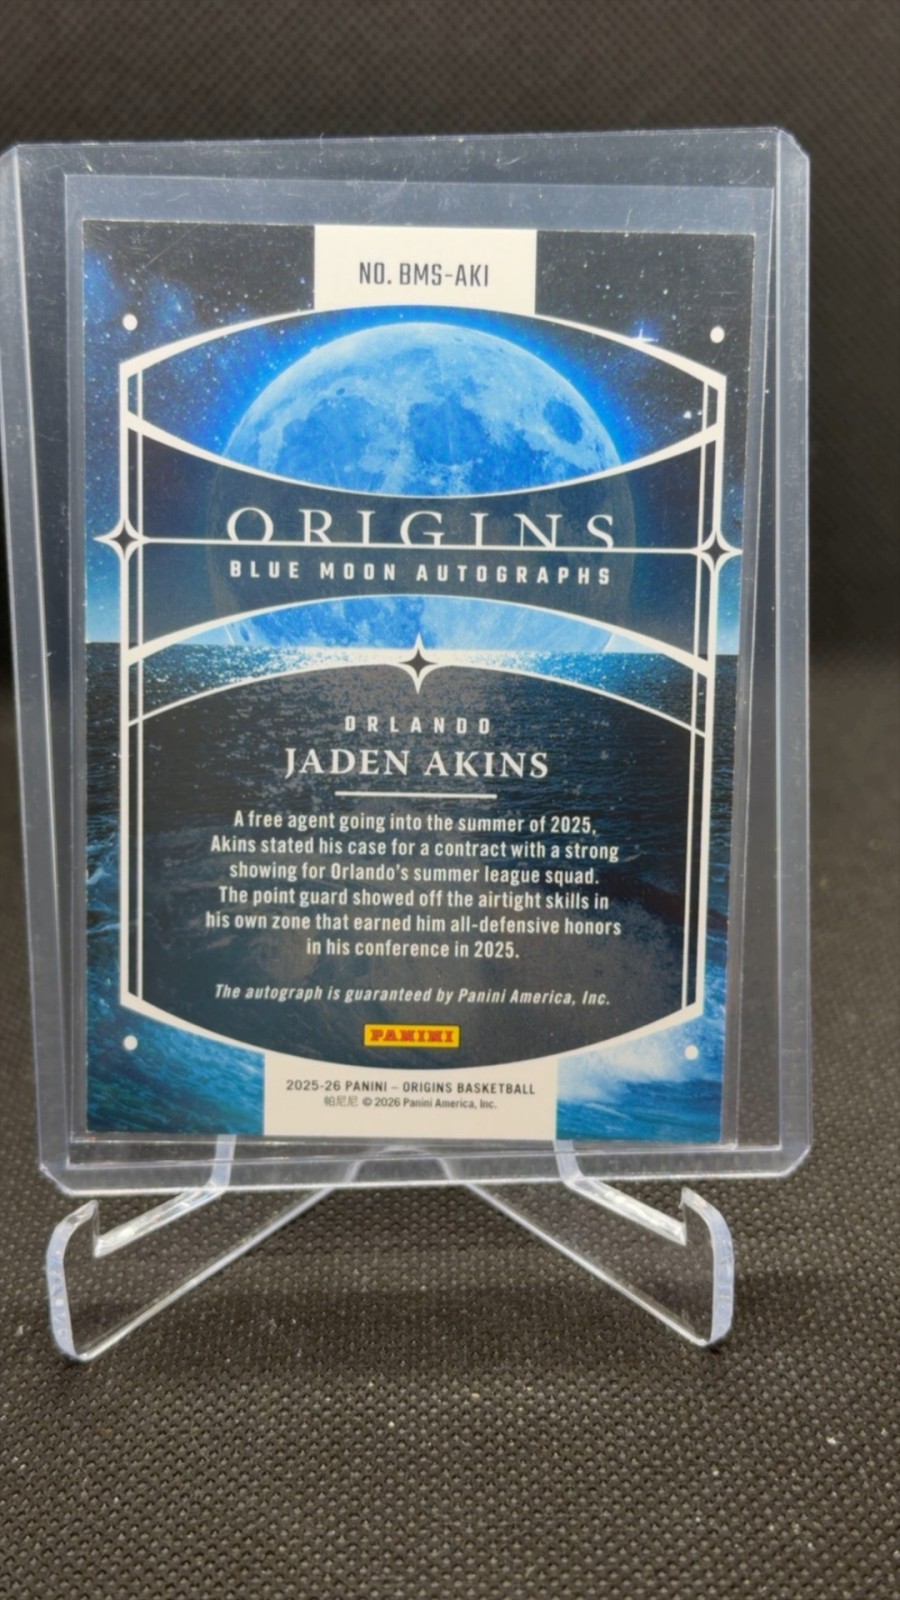 NO. BMS-AKI
ORIGINS
BLUE MOON AUTOGRAPHS
ORLANDO
JADEN AKINS
A free agent going into the summer of 2025,
Akins stated his case for a contract with a strong
showing for Orlando's summer league squad.
The point guard showed off the airtight skills in
his own zone that earned him all-defensive honors
in his conference in 2025.
The autograph is guaranteed by Panini America, Inc.
PANINI
2025-26 PANINI – ORIGINS BASKETBALL
帕尼尼 © 2026 Panini America, Inc.